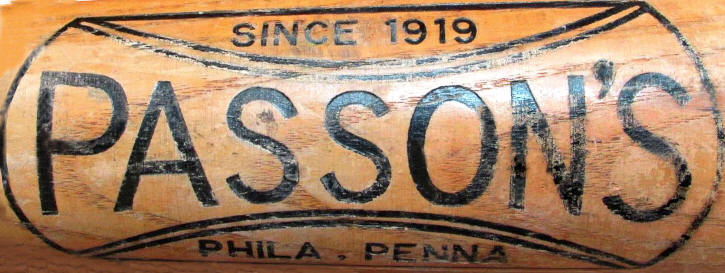 SINCE 1919
PASSON'S
PHILA. PENNA